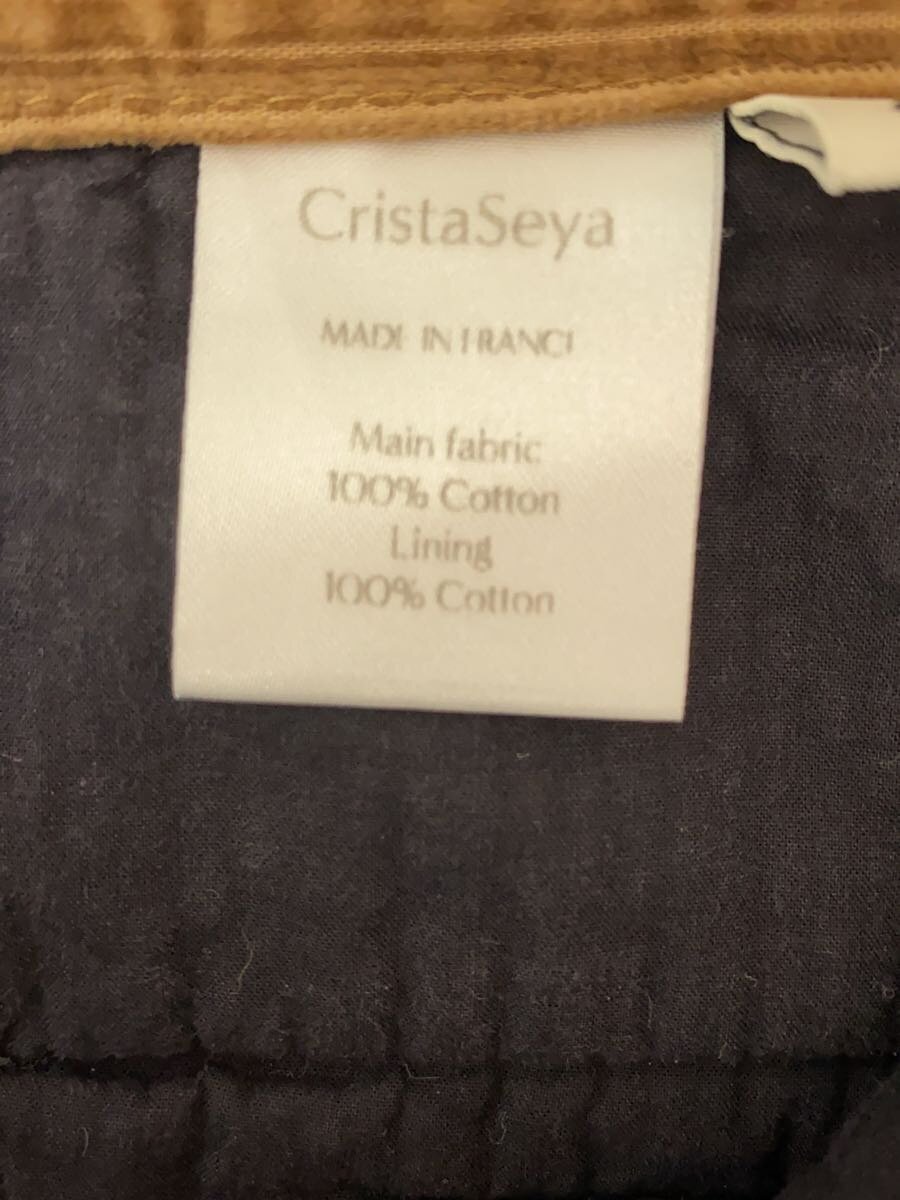 CristaSeya
MADE IN FRANCE
Main fabric
100% Cotton
Lining
100% Cotton